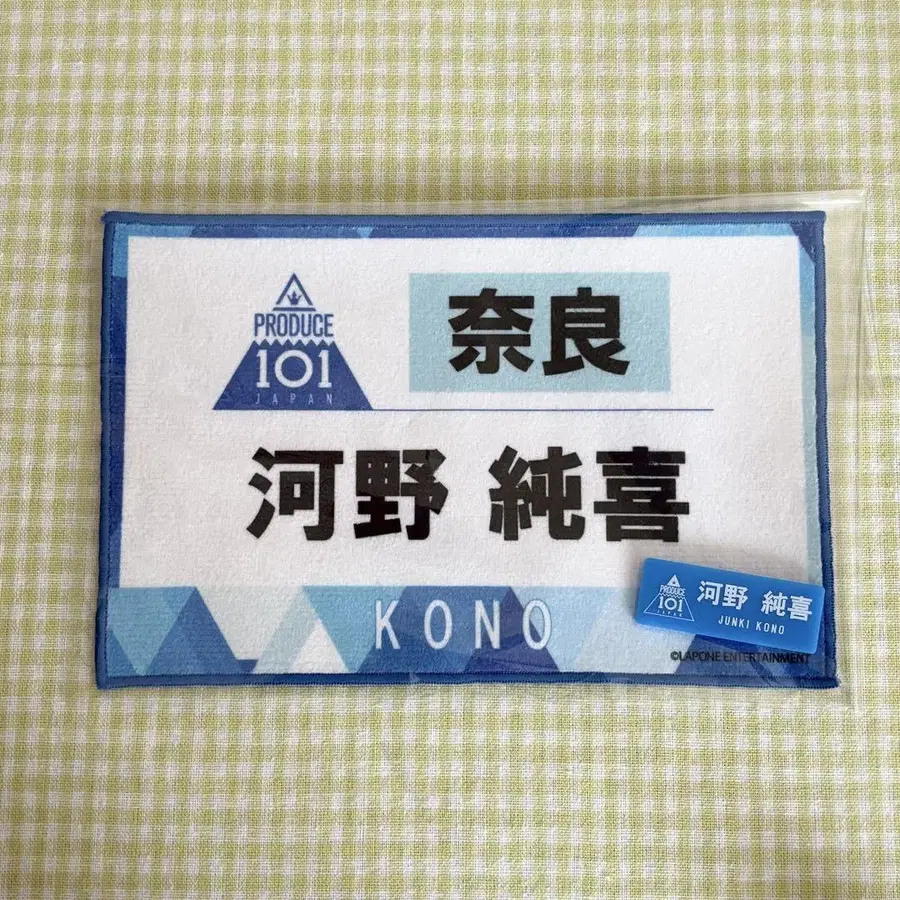 PRODUCE
101
JAPAN
奈良
河野 純喜
KONO
PRODUCE
101
JAPAN
河野 純喜
JUNKI KONO
©LAPONE ENTERTAINMENT